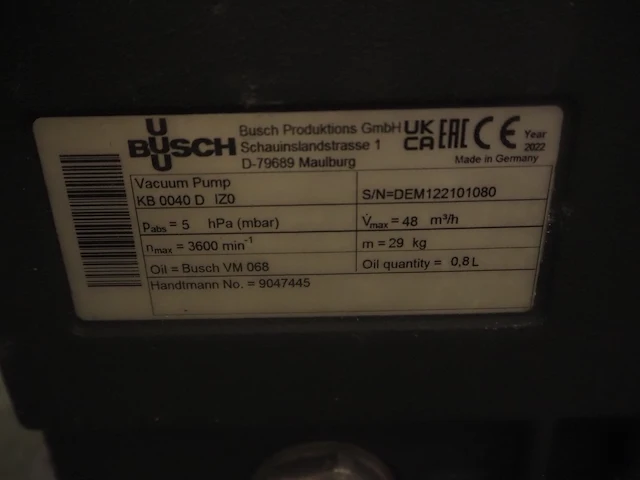 BUSCH
Busch Produktions GmbH
Schauinslandstrasse 1
D-79689 Maulburg
UK
CA EAC CE Year
2022
Made in Germany
Vacuum Pump
KB 0040 D IZ0
S/N=DEM122101080
Pabs = 5 hPa (mbar)
V̇max = 48 m³/h
nmax = 3600 min⁻¹
m = 29 kg
Oil = Busch VM 068
Oil quantity = 0,8 L
Handtmann No. = 9047445